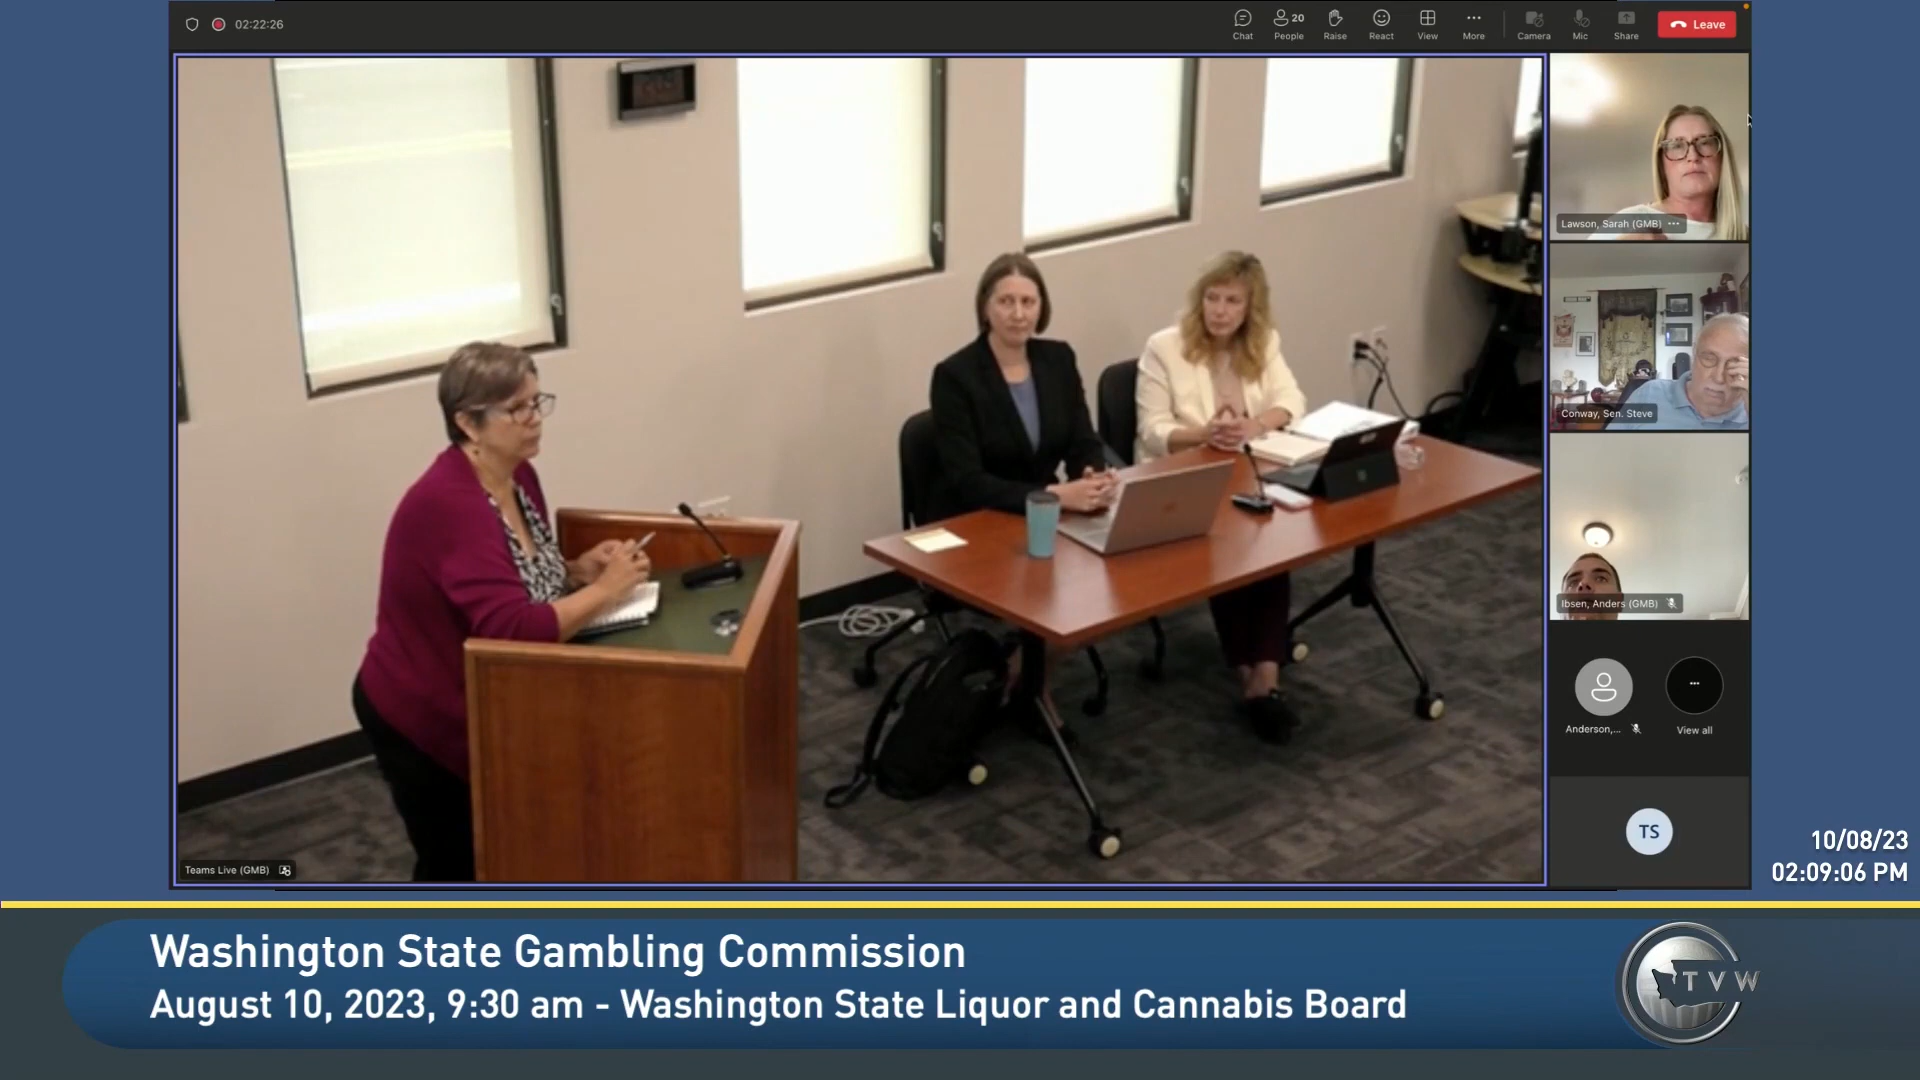 02:22:26
Chat
20
People
Raise
React
View
More
Camera
Mic
Share
Leave
Lawson, Sarah (GMB) ...
Conway, Sen. Steve
Ibsen, Anders (GMB)
Anderson,...
View all
TS
Teams Live (GMB)
10/08/23
02:09:06 PM
Washington State Gambling Commission
August 10, 2023, 9:30 am - Washington State Liquor and Cannabis Board
TVW